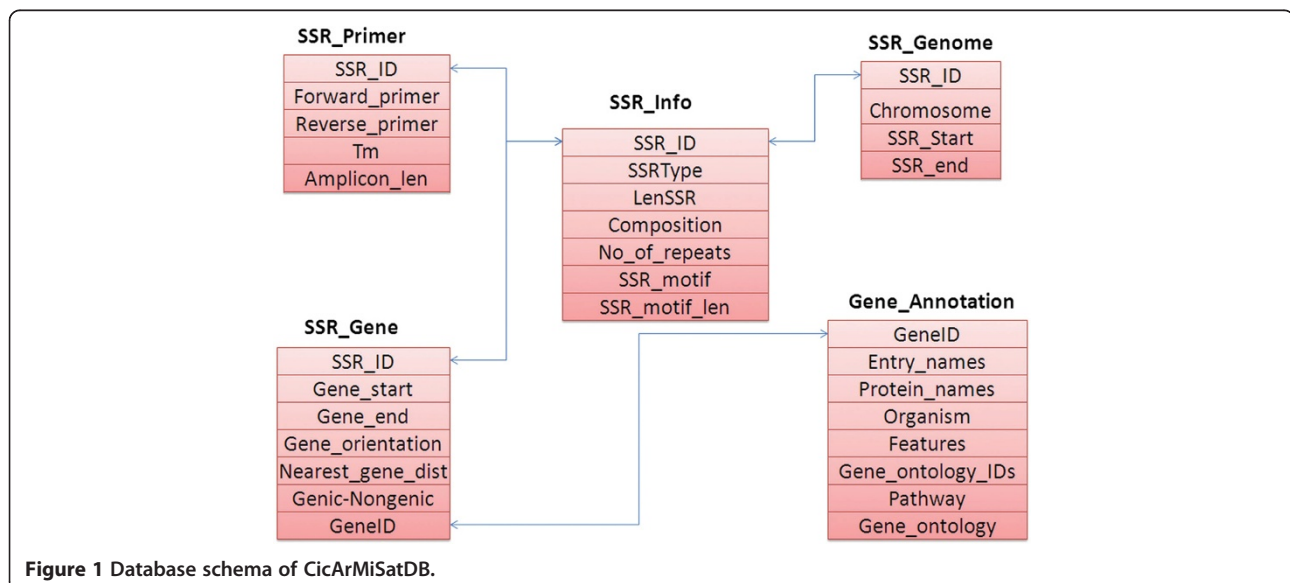 SSR_Primer
SSR_ID
Forward_primer
Reverse_primer
Tm
Amplicon_len
SSR_Info
SSR_ID
SSRType
LenSSR
Composition
No_of_repeats
SSR_motif
SSR_motif_len
SSR_Genome
SSR_ID
Chromosome
SSR_Start
SSR_end
SSR_Gene
SSR_ID
Gene_start
Gene_end
Gene_orientation
Nearest_gene_dist
Genic-Nongenic
GeneID
Gene_Annotation
GeneID
Entry_names
Protein_names
Organism
Features
Gene_ontology_IDs
Pathway
Gene_ontology
Figure 1 Database schema of CicArMiSatDB.